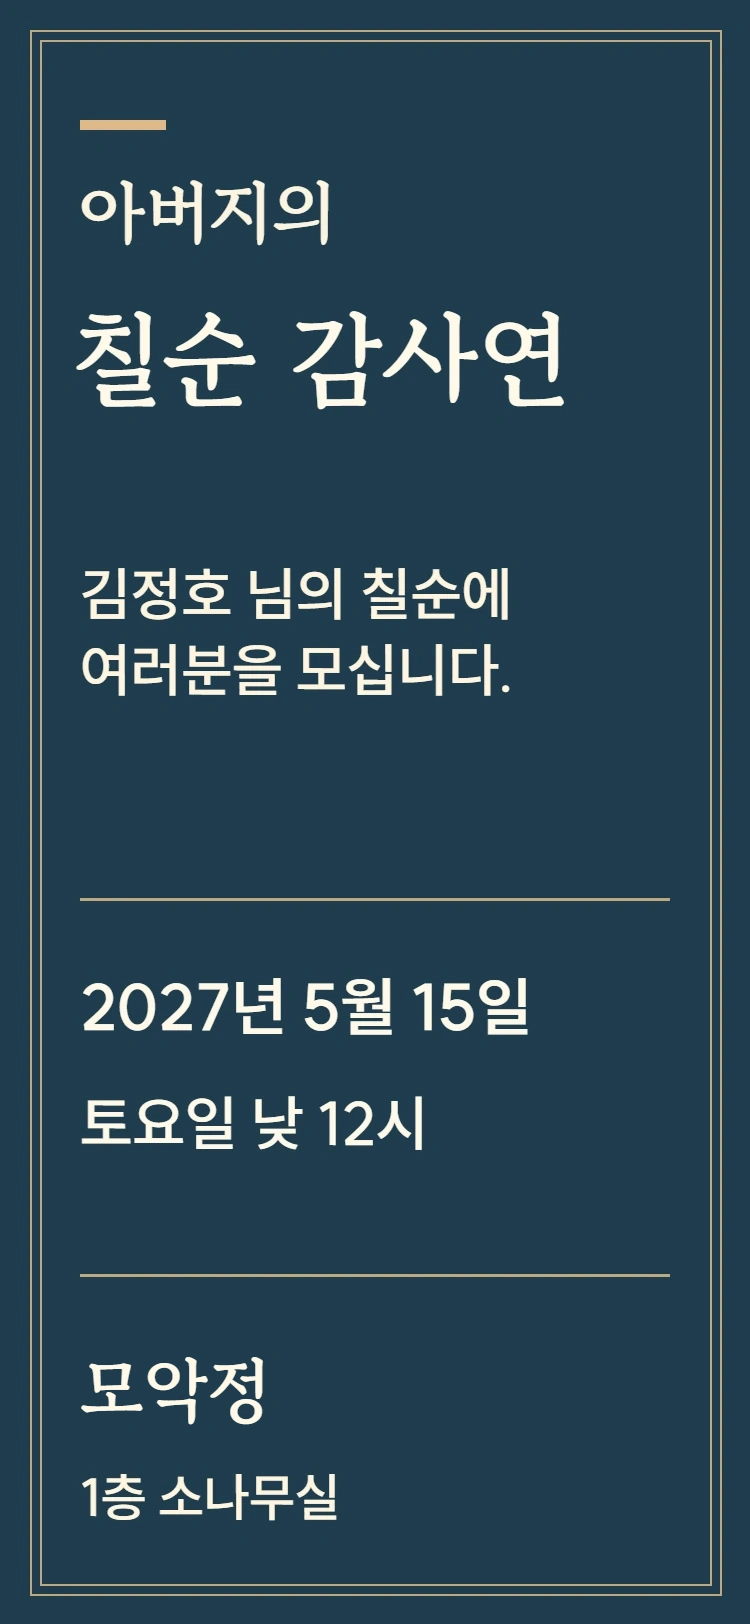 아버지의
칠순 감사연
김정호 님의 칠순에
여러분을 모십니다.
2027년 5월 15일
토요일 낮 12시
모악정
1층 소나무실